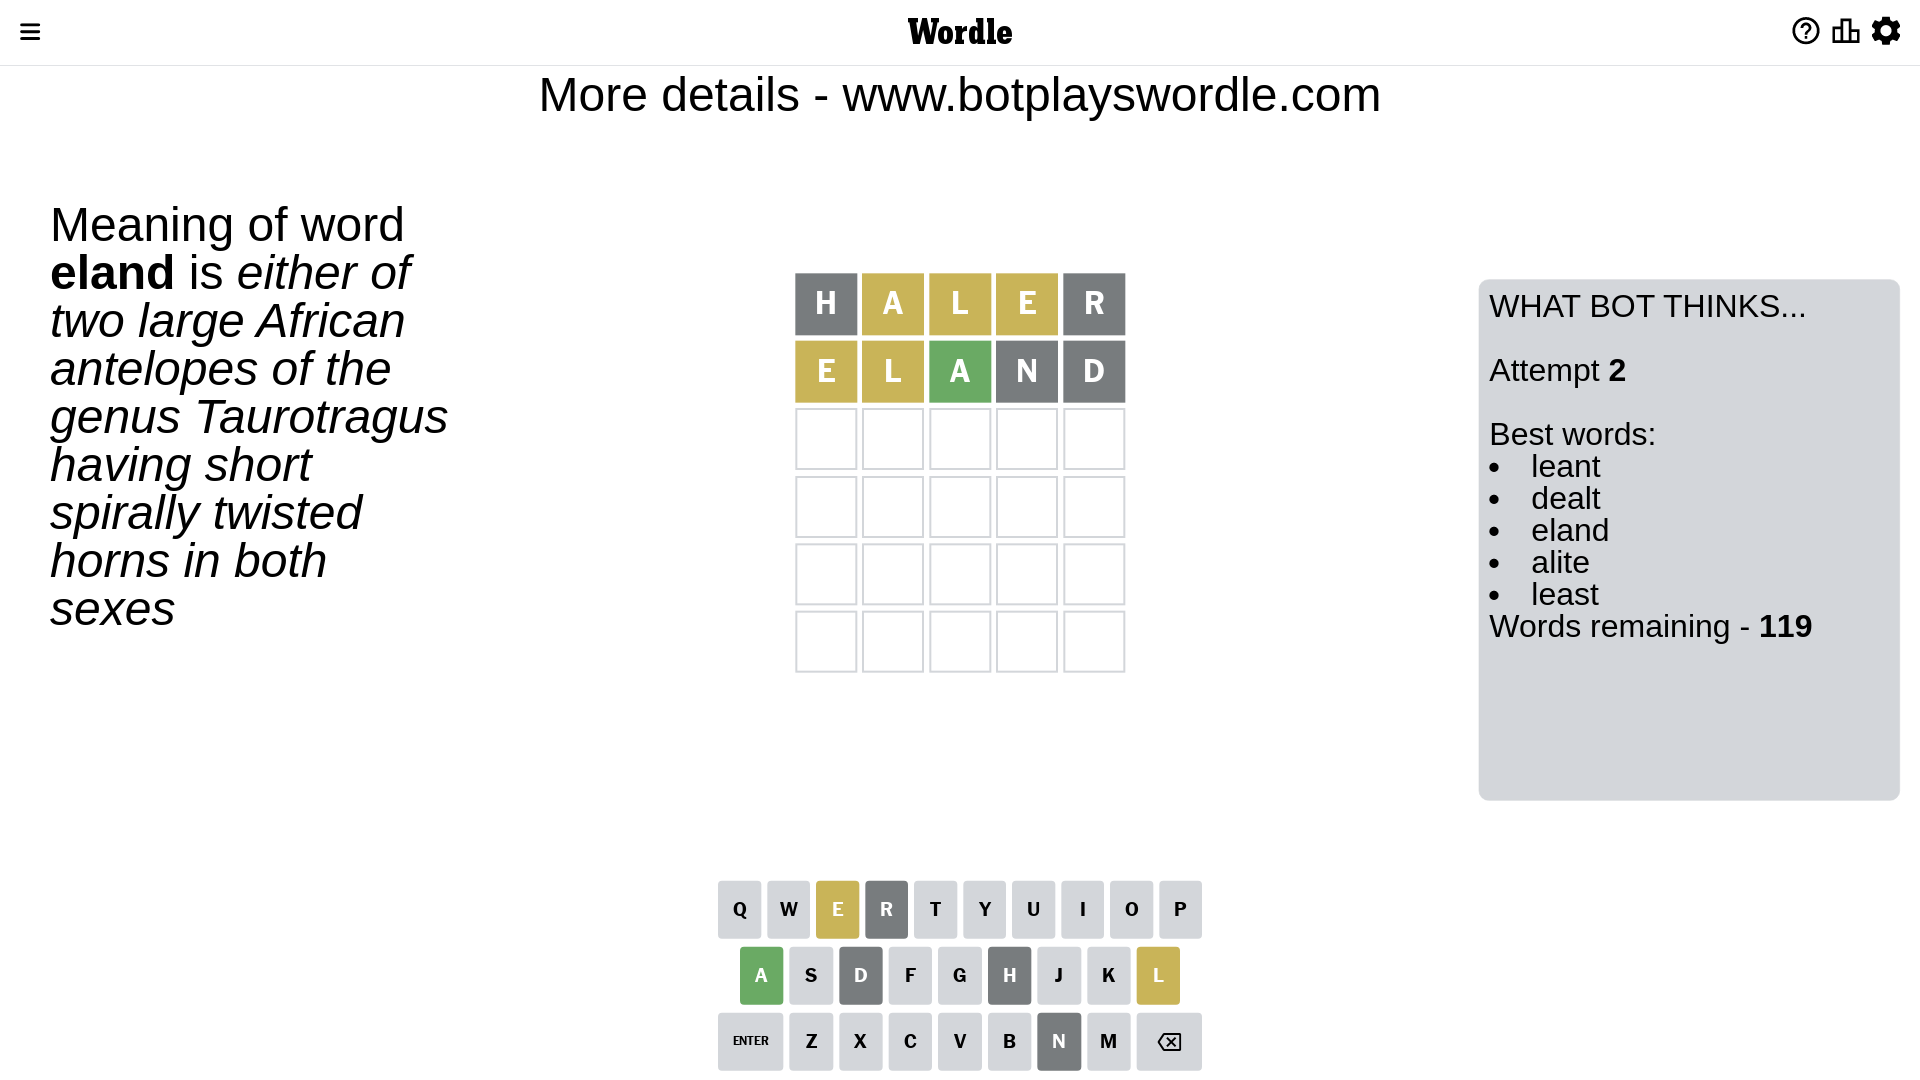 Wordle
More details - www.botplayswordle.com
Meaning of word
eland is either of
two large African
antelopes of the
genus Taurotragus
having short
spirally twisted
horns in both
sexes
H A L E R
E L A N D
WHAT BOT THINKS...
Attempt 2
Best words:
• leant
• dealt
• eland
• alite
• least
Words remaining - 119
Q W E R T Y U I O P
A S D F G H J K L
ENTER Z X C V B N M